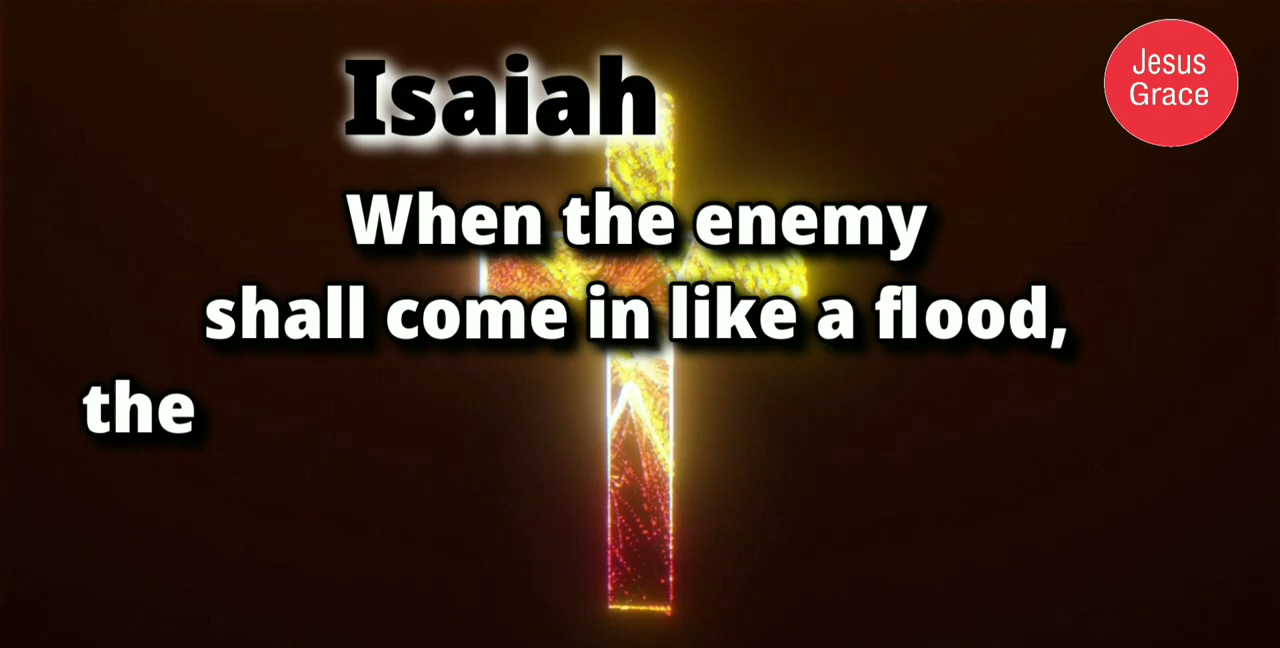 Isaiah
Jesus
Grace
When the enemy
shall come in like a flood,
the